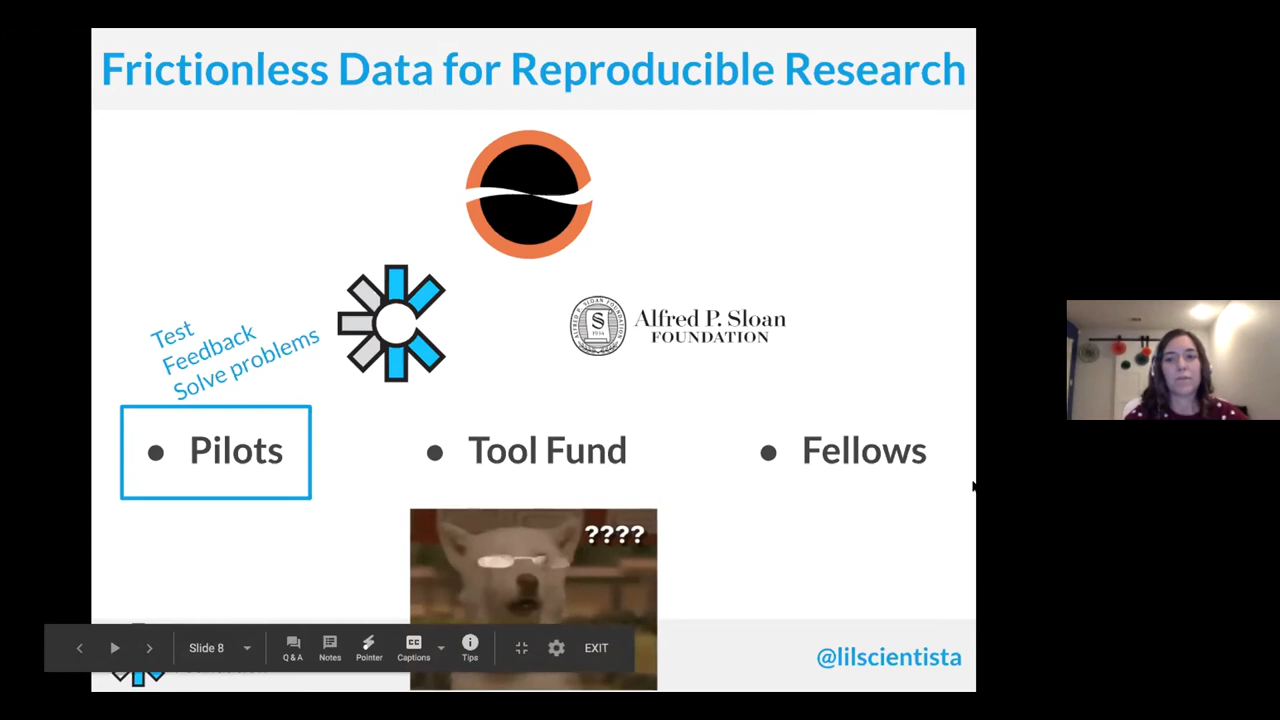 Frictionless Data for Reproducible Research
Alfred P. Sloan
FOUNDATION
Test
Feedback
Solve problems
• Pilots
• Tool Fund
• Fellows
????
Slide 8
Q & A
Notes
Pointer
CC
Captions
Tips
EXIT
@lilscientista